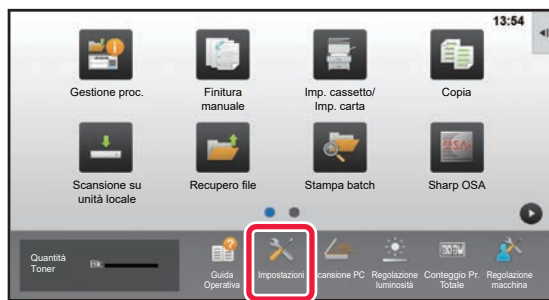 13:54
Gestione proc.
Finitura
manuale
Imp. cassetto/
Imp. carta
Copia
Scansione su
unità locale
Recupero file
Stampa batch
Sharp OSA
Quantità
Toner
Bk:
Guida
Operativa
Impostazioni
cansione PC
Regolazione
luminosità
Conteggio Pr.
Totale
Regolazione
macchina